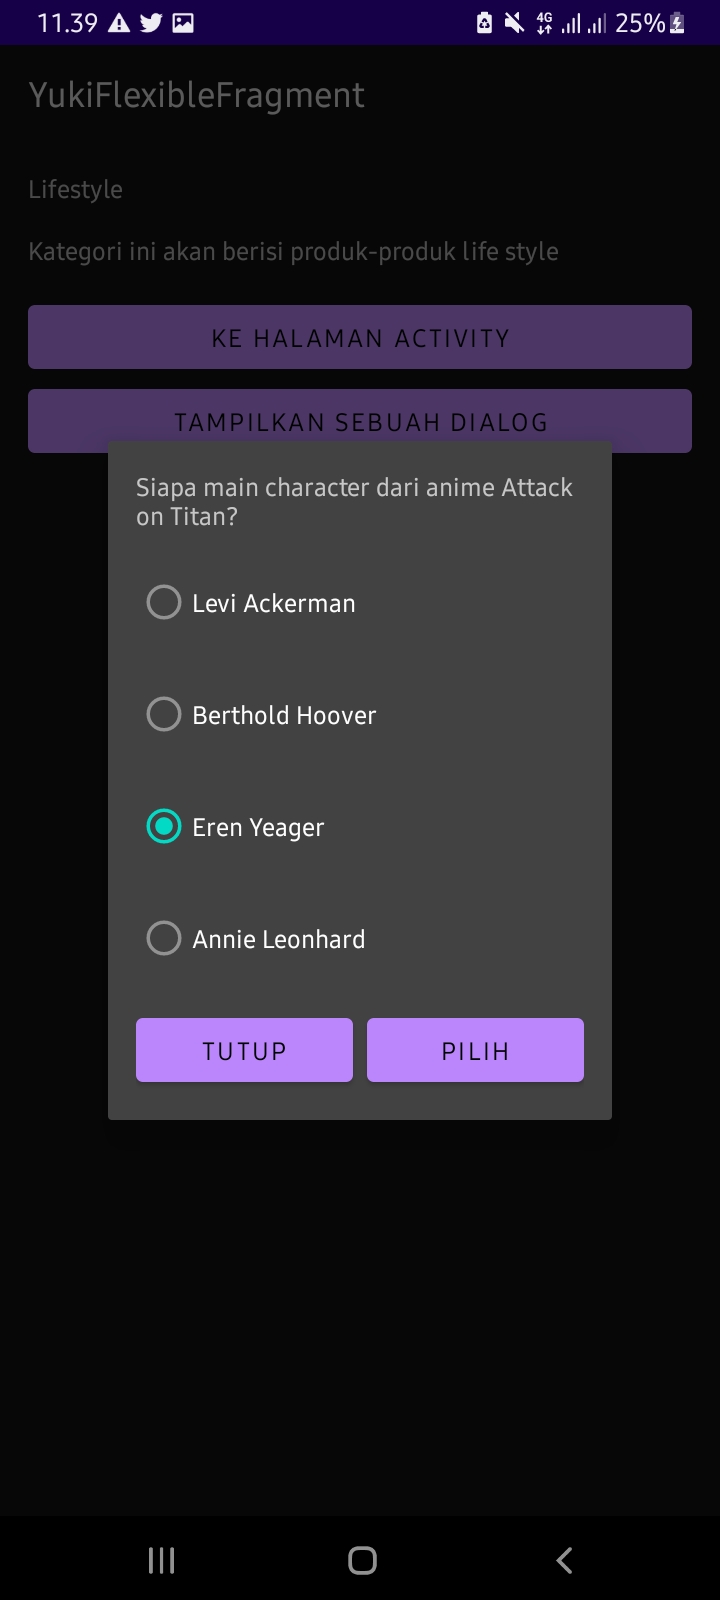 11.39
4G
25%
YukiFlexibleFragment
Lifestyle
Kategori ini akan berisi produk-produk life style
KE HALAMAN ACTIVITY
TAMPILKAN SEBUAH DIALOG
Siapa main character dari anime Attack
on Titan?
Levi Ackerman
Berthold Hoover
Eren Yeager
Annie Leonhard
TUTUP
PILIH